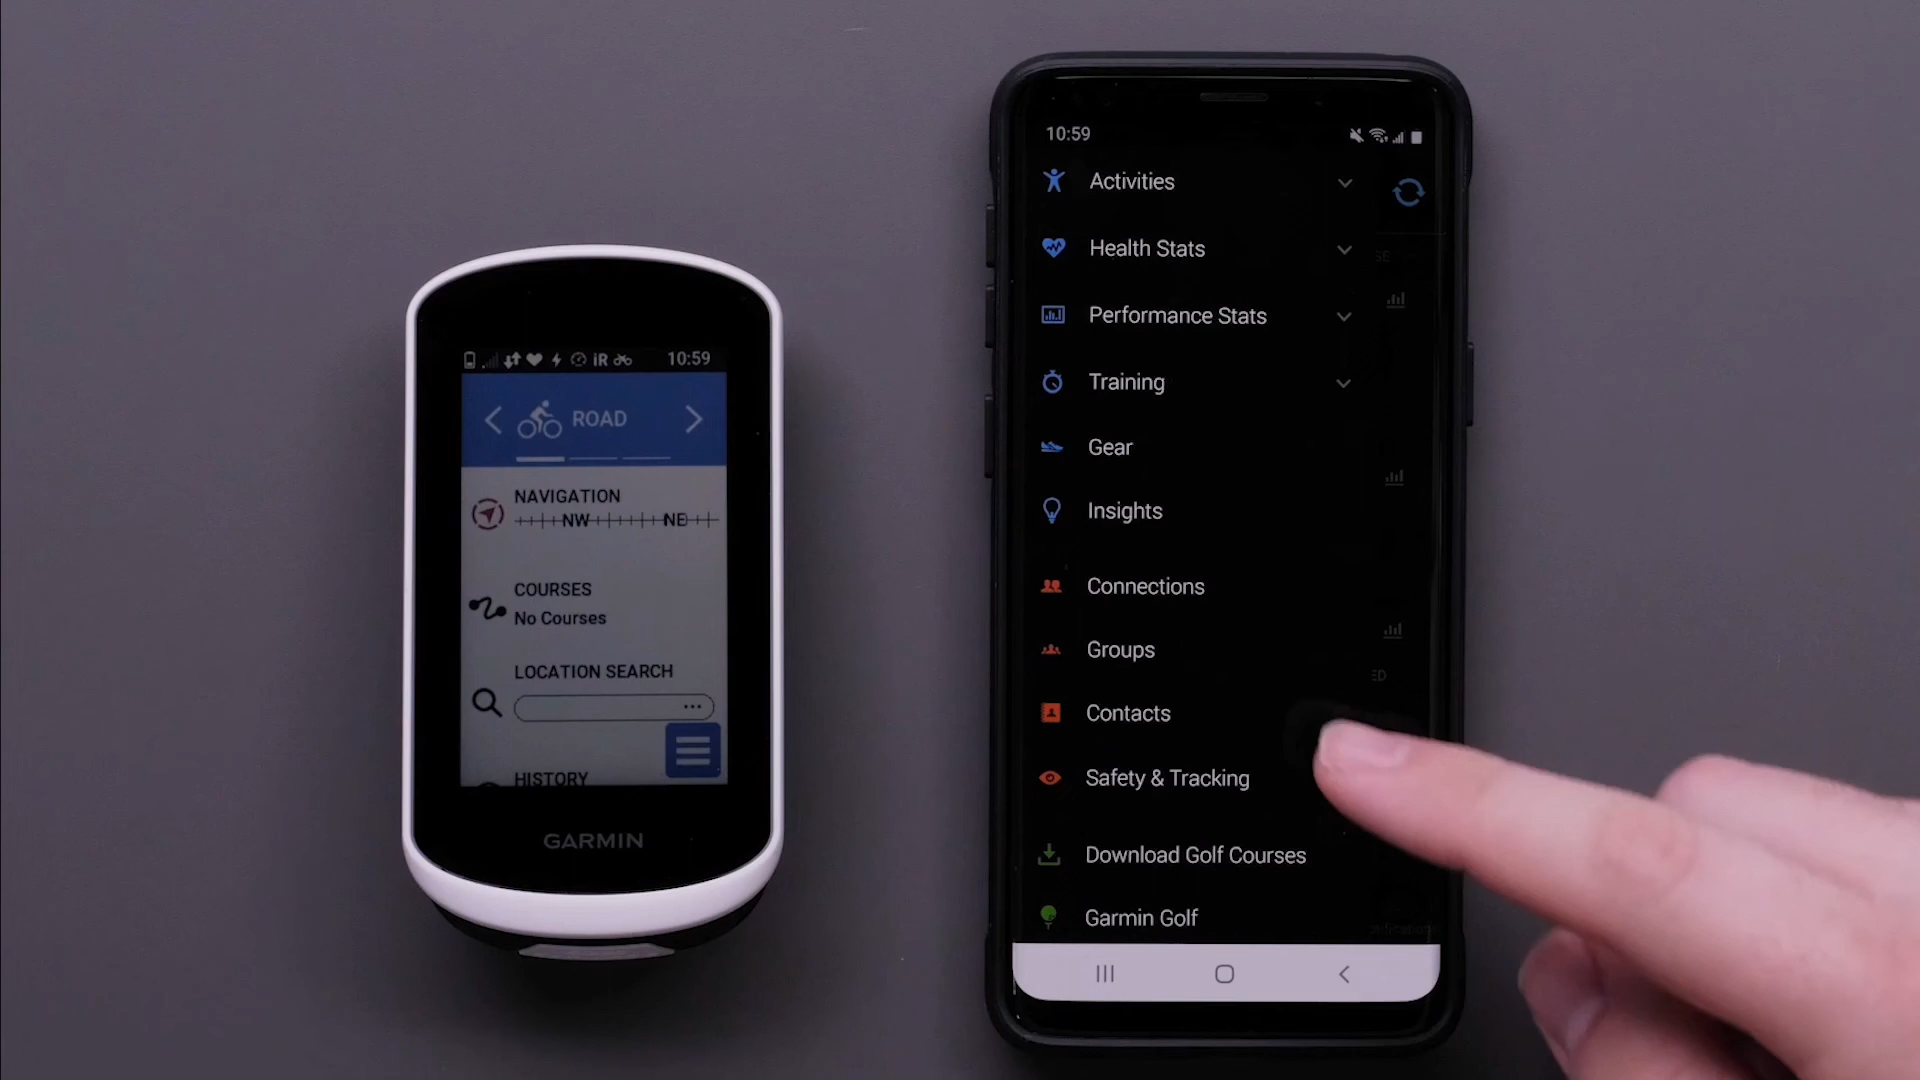 10:59
ROAD
NAVIGATION
NW NE
COURSES
No Courses
LOCATION SEARCH
...
HISTORY
GARMIN
10:59
Activities
Health Stats
Performance Stats
Training
Gear
Insights
Connections
Groups
Contacts
Safety & Tracking
Download Golf Courses
Garmin Golf